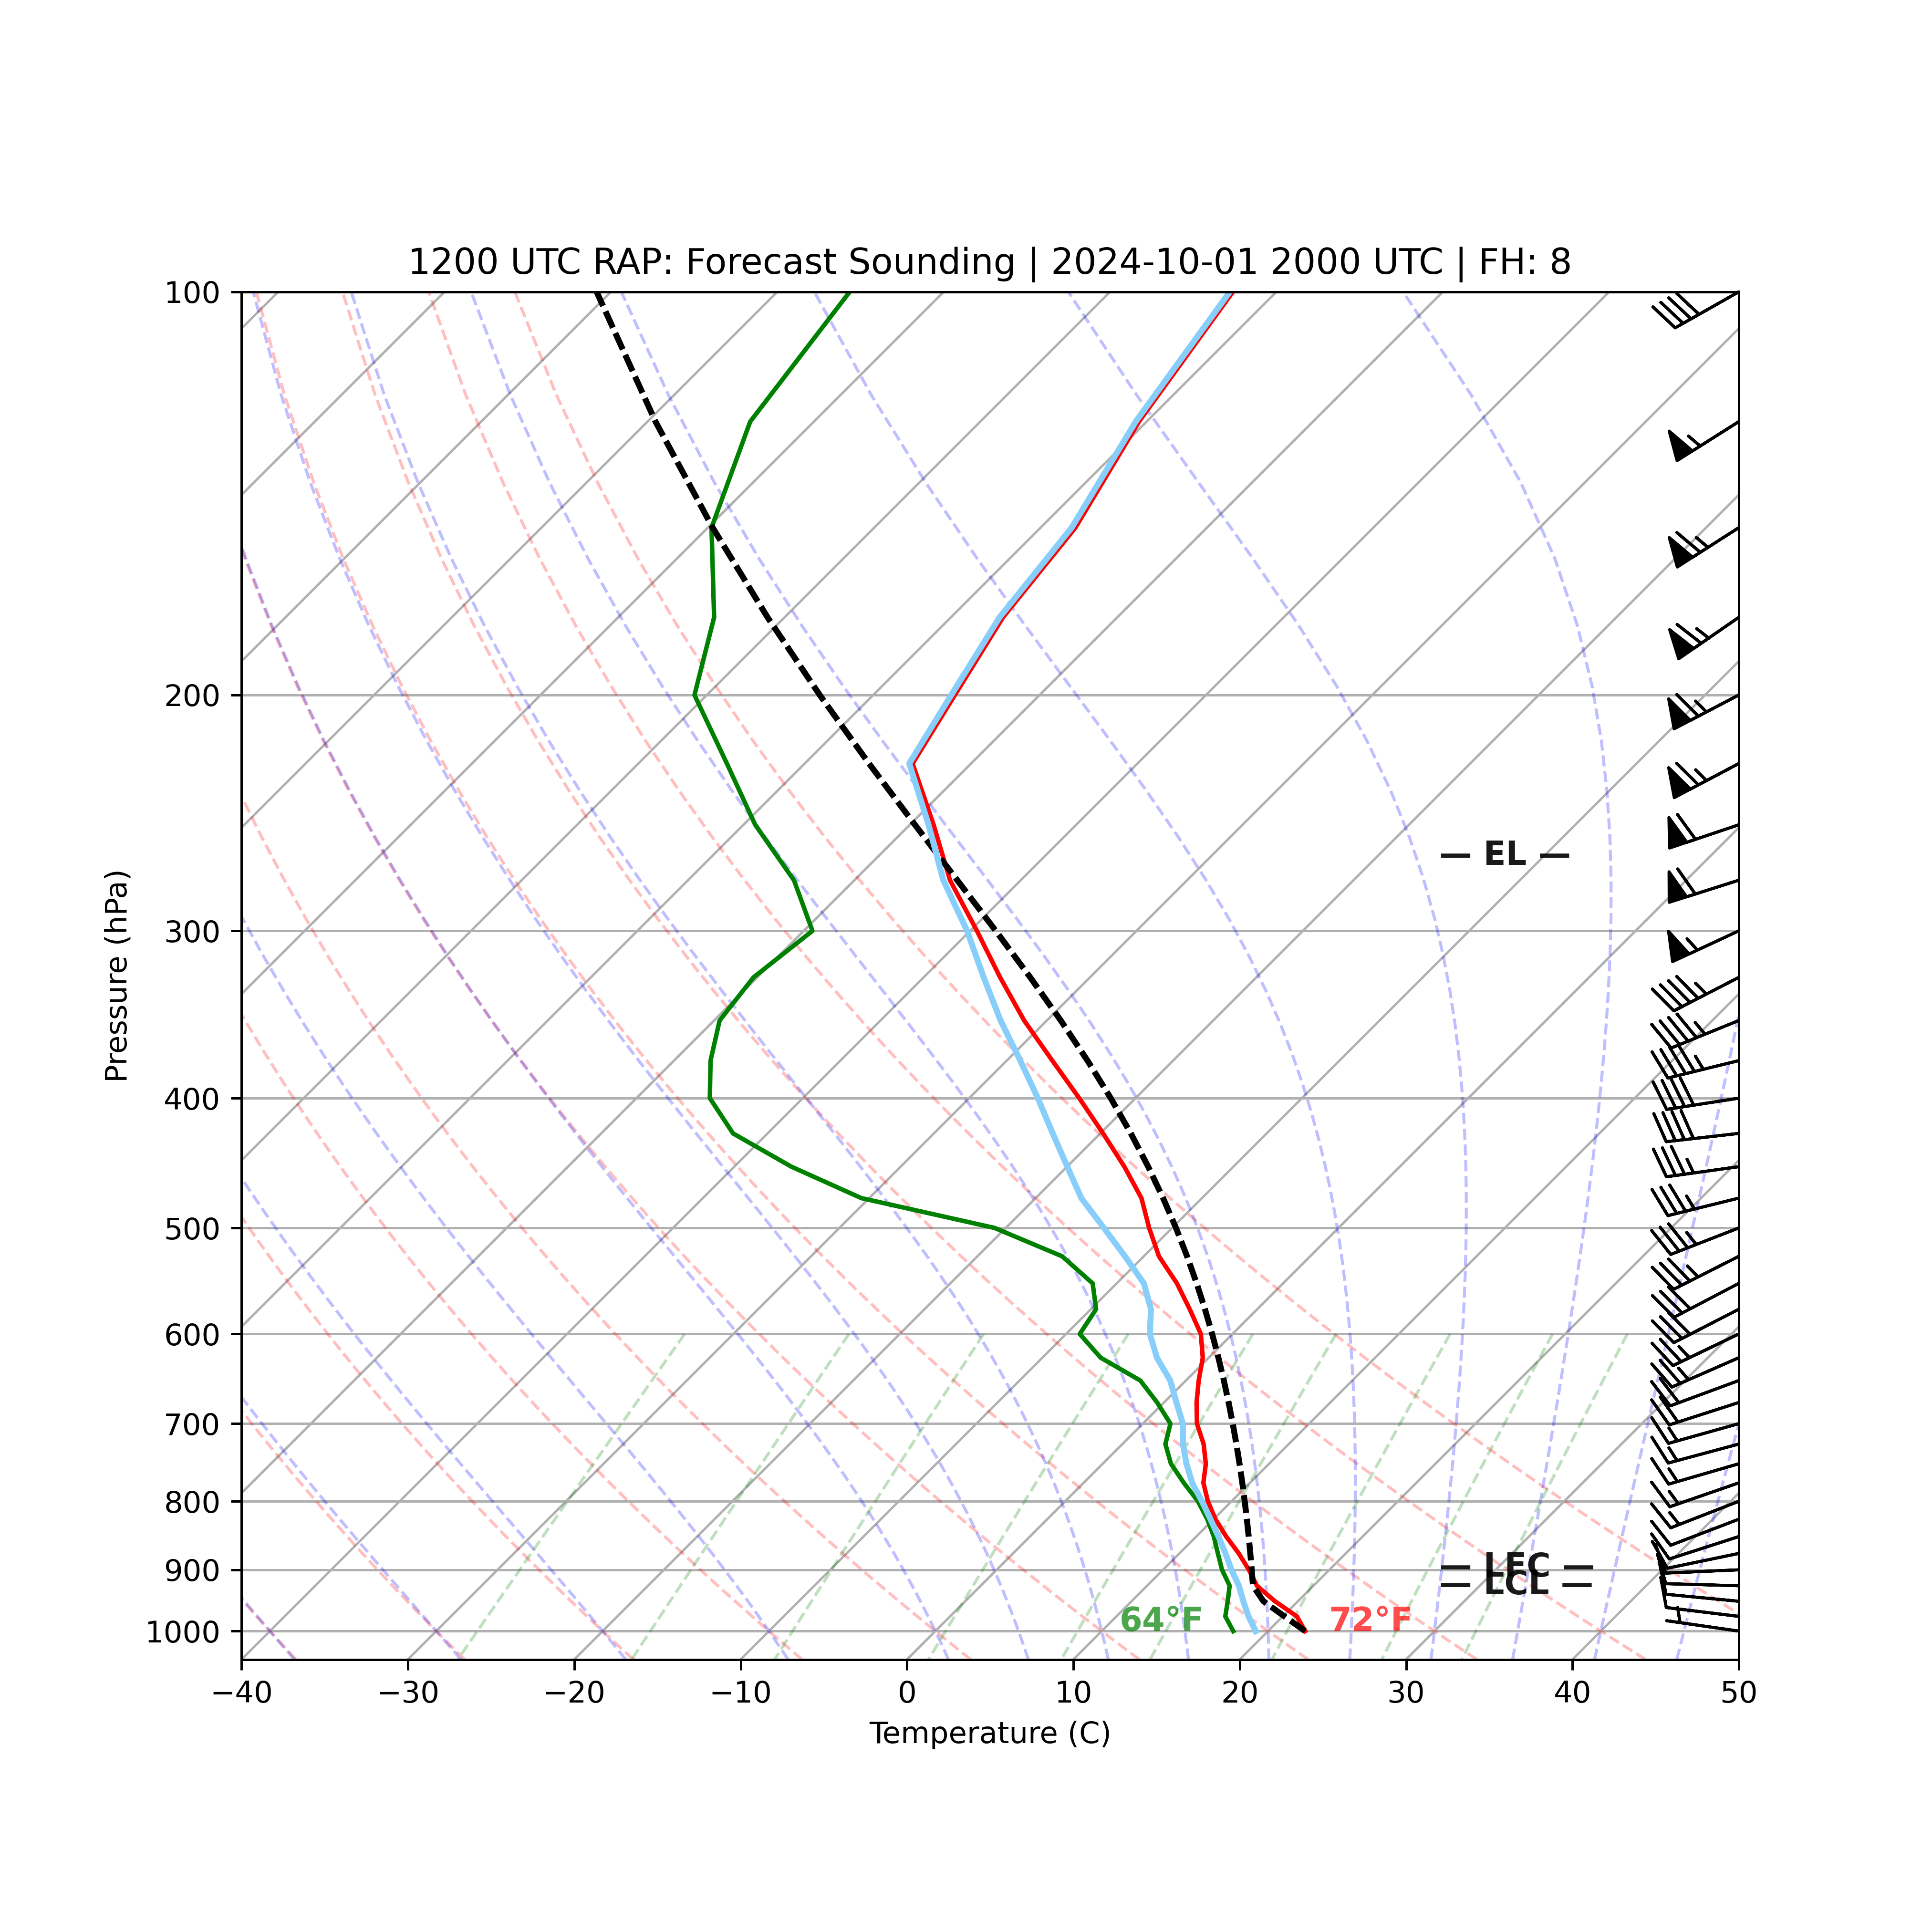 1200 UTC RAP: Forecast Sounding | 2024-10-01 2000 UTC | FH: 8
100
200
— EL —
300
Pressure (hPa)
400
500
600
700
800
900
— LFC —
— LCL —
64°F
72°F
1000
−40 −30 −20 −10 0 10 20 30 40 50
Temperature (C)